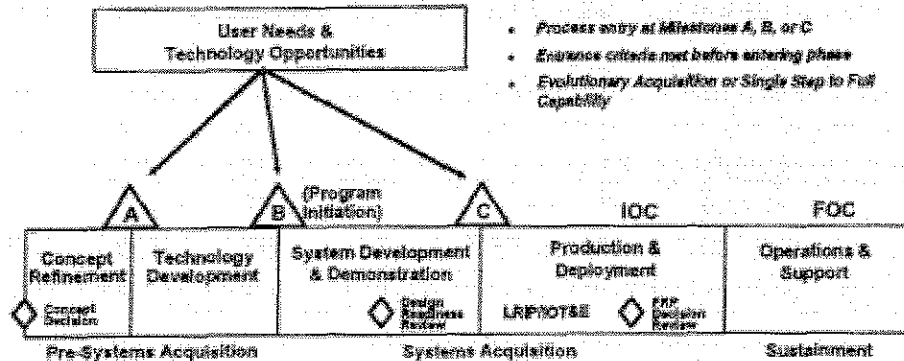 User Needs &
Technology Opportunities
• Process entry at Milestones A, B, or C
• Entrance criteria met before entering phase
• Evolutionary Acquisition or Single Step to Full
Capability
A
B
(Program
Initiation)
C
IOC
FOC
Concept
Refinement
Technology
Development
System Development
& Demonstration
Production &
Deployment
Operations &
Support
Concept
Decision
Design
Readiness
Review
LRIP/IOT&E
FRP
Decision
Review
Pre-Systems Acquisition
Systems Acquisition
Sustainment